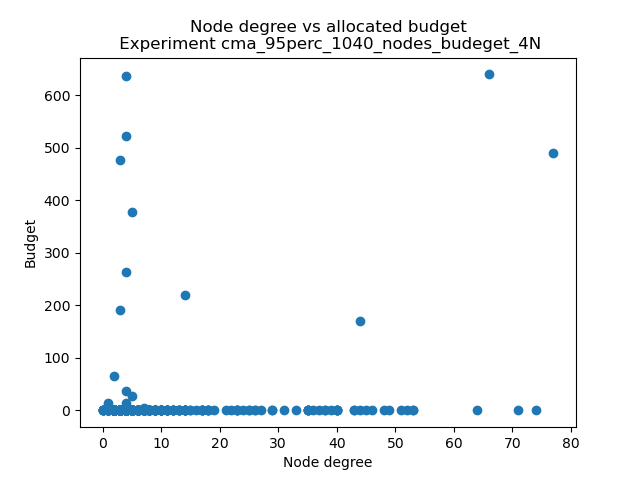 Node degree vs allocated budget
Experiment cma_95perc_1040_nodes_budeget_4N
600
500
400
300
200
100
0
Budget
0 10 20 30 40 50 60 70 80
Node degree